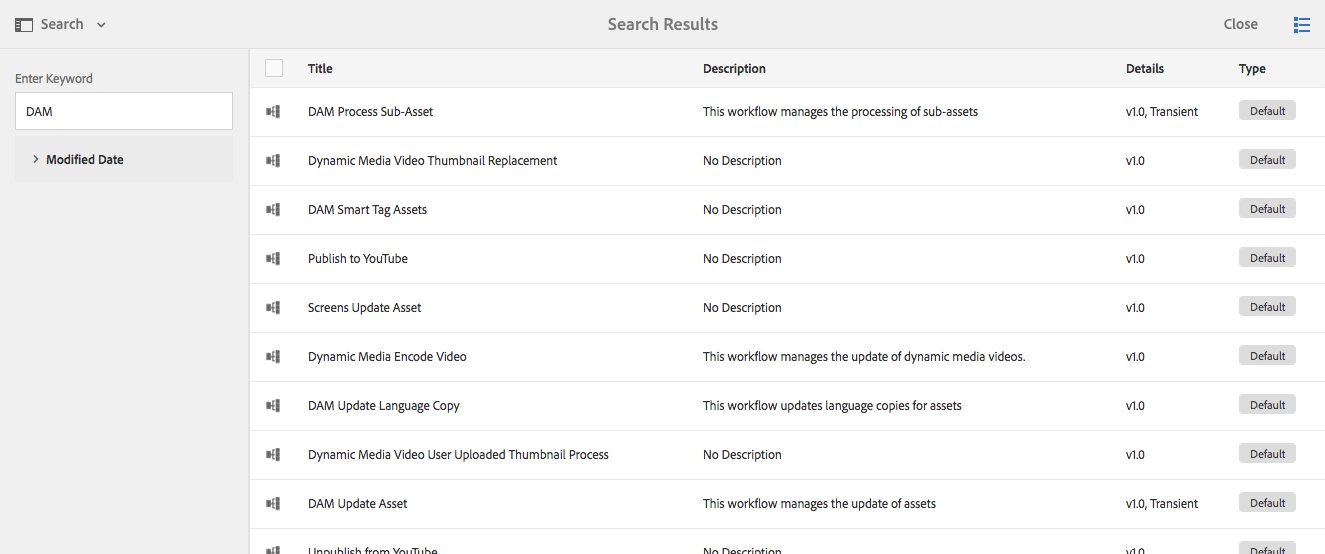 Search
Search Results
Close
Enter Keyword
DAM
Modified Date
Title Description Details Type
DAM Process Sub-Asset This workflow manages the processing of sub-assets v1.0, Transient Default
Dynamic Media Video Thumbnail Replacement No Description v1.0 Default
DAM Smart Tag Assets No Description v1.0 Default
Publish to YouTube No Description v1.0 Default
Screens Update Asset No Description v1.0 Default
Dynamic Media Encode Video This workflow manages the update of dynamic media videos. v1.0 Default
DAM Update Language Copy This workflow updates language copies for assets v1.0 Default
Dynamic Media Video User Uploaded Thumbnail Process No Description v1.0 Default
DAM Update Asset This workflow manages the update of assets v1.0, Transient Default
Unpublish from YouTube No Description v1.0 Default